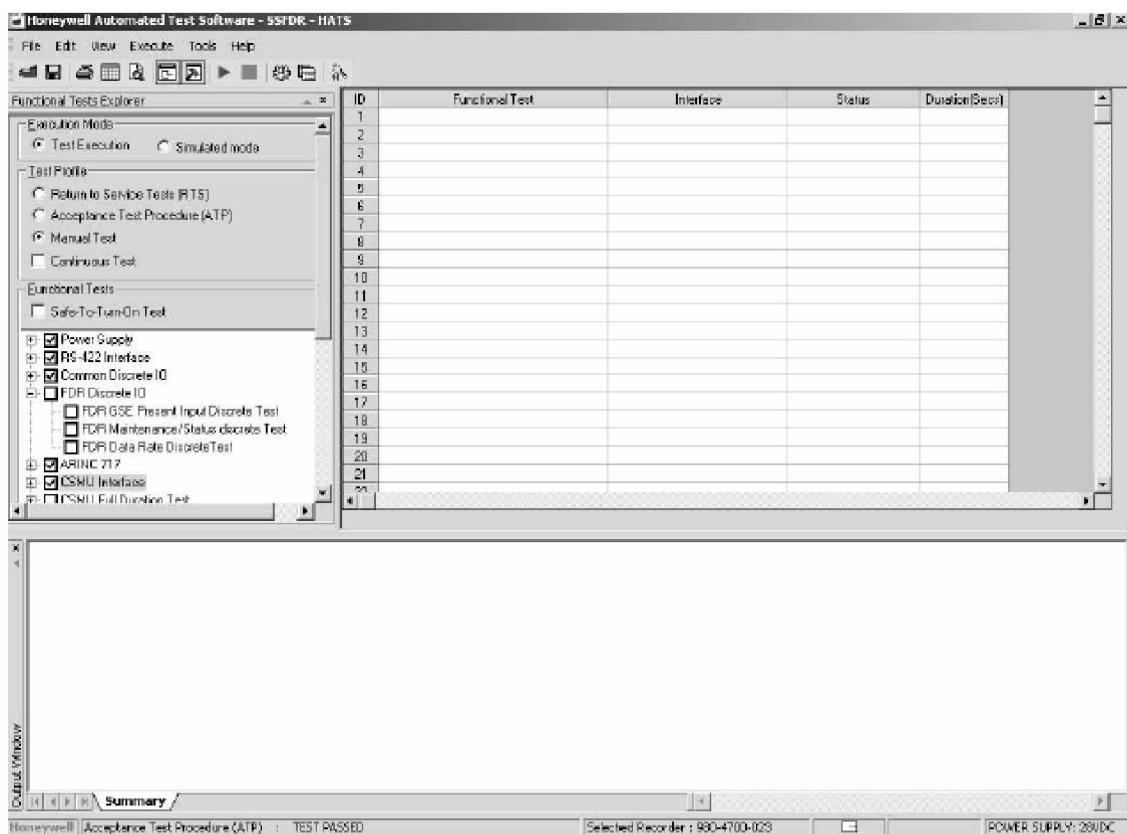 Honeywell Automated Test Software - SSFDR - HATS
File Edit View Execute Tools Help
Functional Tests Explorer
Execution Mode
Test Execution Simulated mode
Test Profile
Return to Service Tests (RTS)
Acceptance Test Procedure (ATP)
Manual Test
Continuous Test
Functional Tests
Safe-To-Turn-On Test
Power Supply
RS-422 Interface
Common Discrete IO
FDR Discrete IO
FDR GSE Present Input Discrete Test
FDR Maintenance/Status discrete Test
FDR Data Rate DiscreteTest
ARINC 717
CSMU Interface
CSMU Full Duration Test
ID Functional Test Interface Status Duration(Secs)
1
2
3
4
5
6
7
8
9
10
11
12
13
14
15
16
17
18
19
20
21
22
Output Window
Summary
Honeywell Acceptance Test Procedure (ATP) : TEST PASSED Selected Recorder : 980-4700-023 POWER SUPPLY: 28VDC